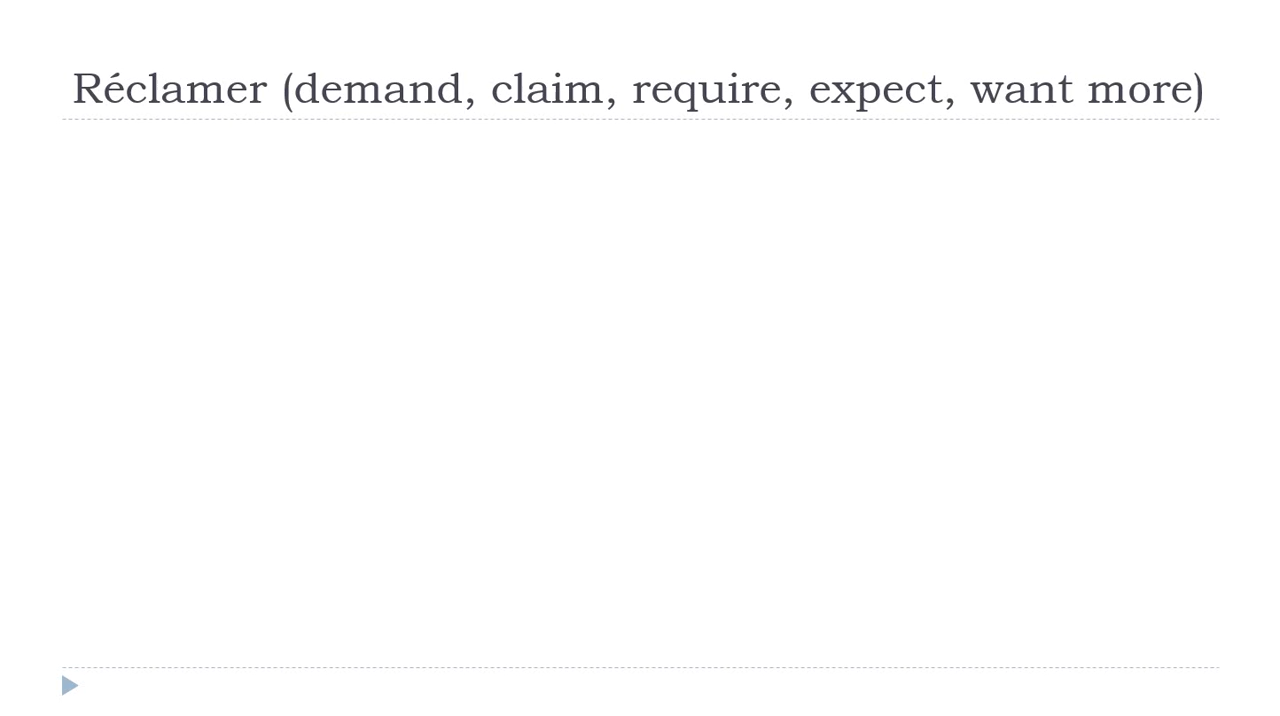 Réclamer (demand, claim, require, expect, want more)